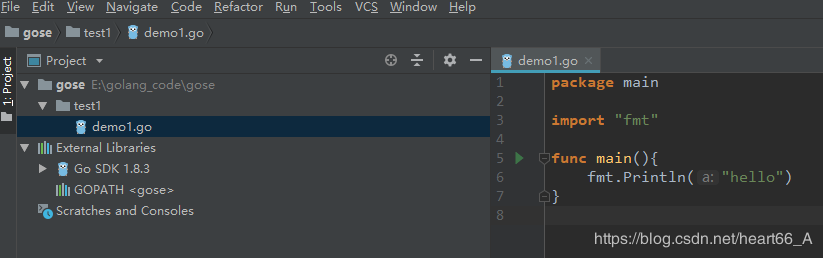 File Edit View Navigate Code Refactor Run Tools VCS Window Help
gose test1 demo1.go
1: Project
Project
gose E:\golang_code\gose
test1
demo1.go
External Libraries
Go SDK 1.8.3
GOPATH <gose>
Scratches and Consoles
demo1.go
1 package main
2
3 import "fmt"
4
5 func main(){
6 fmt.Println( a: "hello")
7 }
8
https://blog.csdn.net/heart66_A